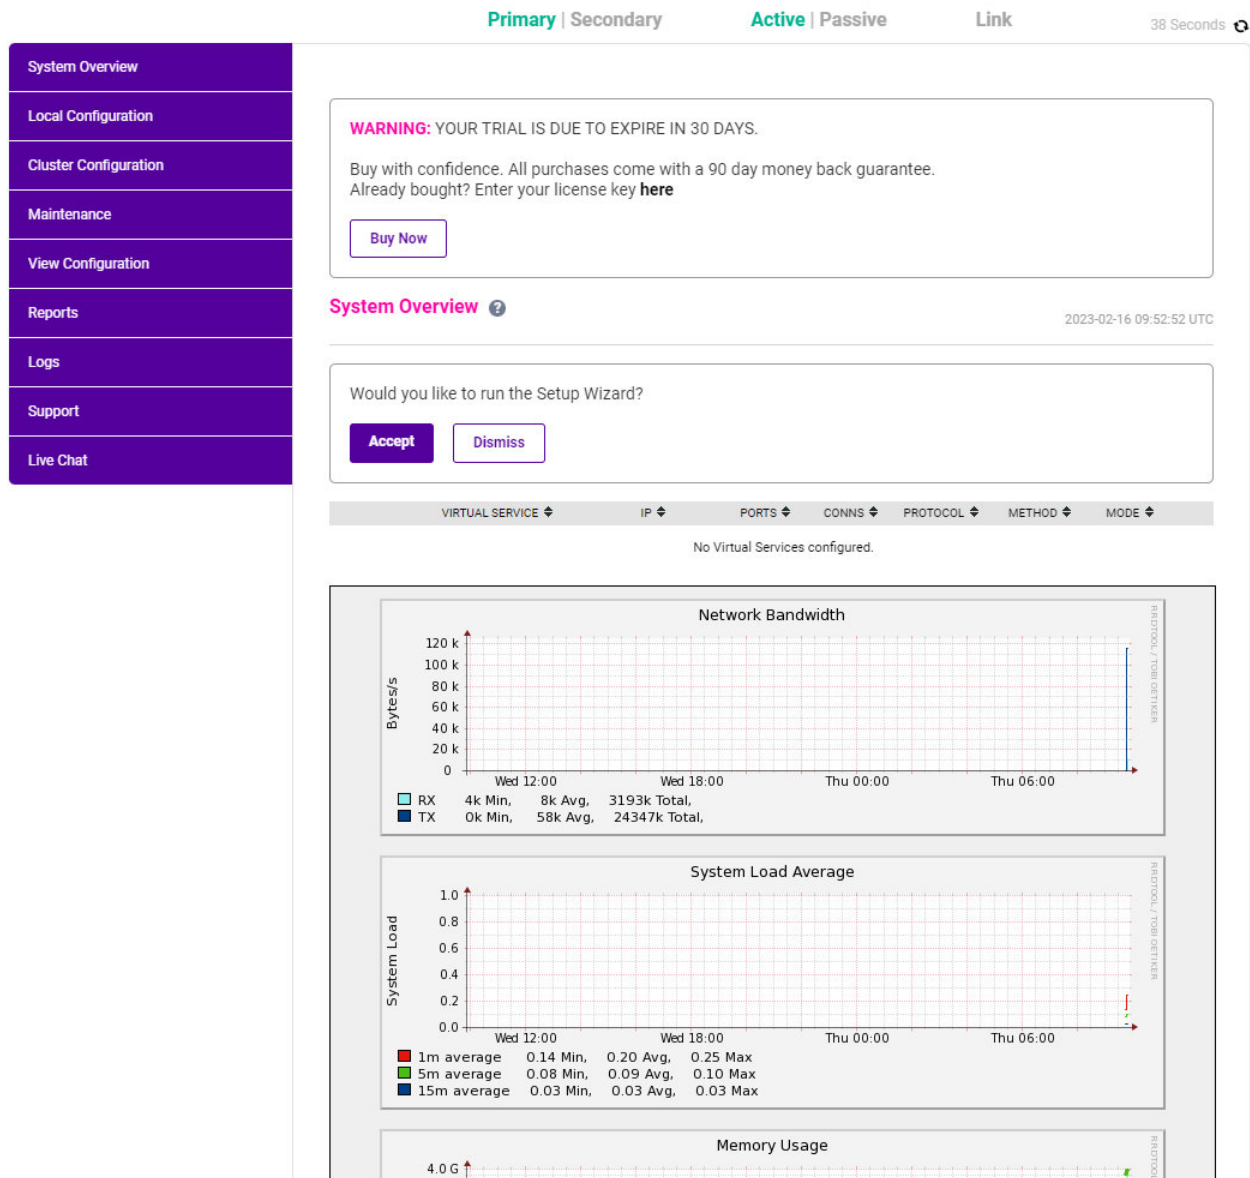 Primary | Secondary Active | Passive Link 38 Seconds
System Overview
Local Configuration
Cluster Configuration
Maintenance
View Configuration
Reports
Logs
Support
Live Chat
WARNING: YOUR TRIAL IS DUE TO EXPIRE IN 30 DAYS.
Buy with confidence. All purchases come with a 90 day money back guarantee.
Already bought? Enter your license key here
Buy Now
System Overview ?
2023-02-16 09:52:52 UTC
Would you like to run the Setup Wizard?
Accept Dismiss
VIRTUAL SERVICE IP PORTS CONNS PROTOCOL METHOD MODE
No Virtual Services configured.
Network Bandwidth
RRDTOOL / TOBI OETIKER
Bytes/s
120 k
100 k
80 k
60 k
40 k
20 k
0
Wed 12:00 Wed 18:00 Thu 00:00 Thu 06:00
RX 4k Min, 8k Avg, 3193k Total,
TX 0k Min, 58k Avg, 24347k Total,
System Load Average
RRDTOOL / TOBI OETIKER
System Load
1.0
0.8
0.6
0.4
0.2
0.0
Wed 12:00 Wed 18:00 Thu 00:00 Thu 06:00
1m average 0.14 Min, 0.20 Avg, 0.25 Max
5m average 0.08 Min, 0.09 Avg, 0.10 Max
15m average 0.03 Min, 0.03 Avg, 0.03 Max
Memory Usage
4.0 G